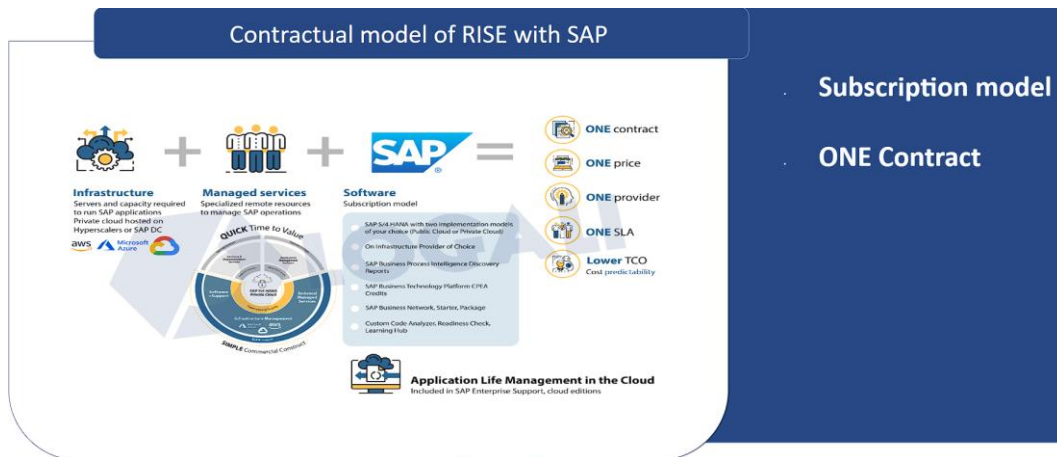 Contractual model of RISE with SAP
Subscription model
ONE Contract
SAP
®
Infrastructure
Servers and capacity required
to run SAP applications
Private cloud hosted on
Hyperscalers or SAP DC
aws
Microsoft
Azure
Managed services
Specialized remote resources
to manage SAP operations
QUICK Time to Value
Software
+ Support
Infrastructure Management
SIMPLE Commercial Construct
Software
Subscription model
SAP S/4 HANA with two implementation models
of your choice (Public Cloud or Private Cloud)
On Infrastructure Provider of Choice
SAP Business Process Intelligence Discovery
Reports
SAP Business Technology Platform CPEA
Credits
SAP Business Network, Starter, Package
Custom Code Analyzer, Readiness Check,
Learning Hub
ONE contract
ONE price
ONE provider
ONE SLA
Lower TCO
Cost predictability
Application Life Management in the Cloud
Included in SAP Enterprise Support, cloud editions
LOGALI